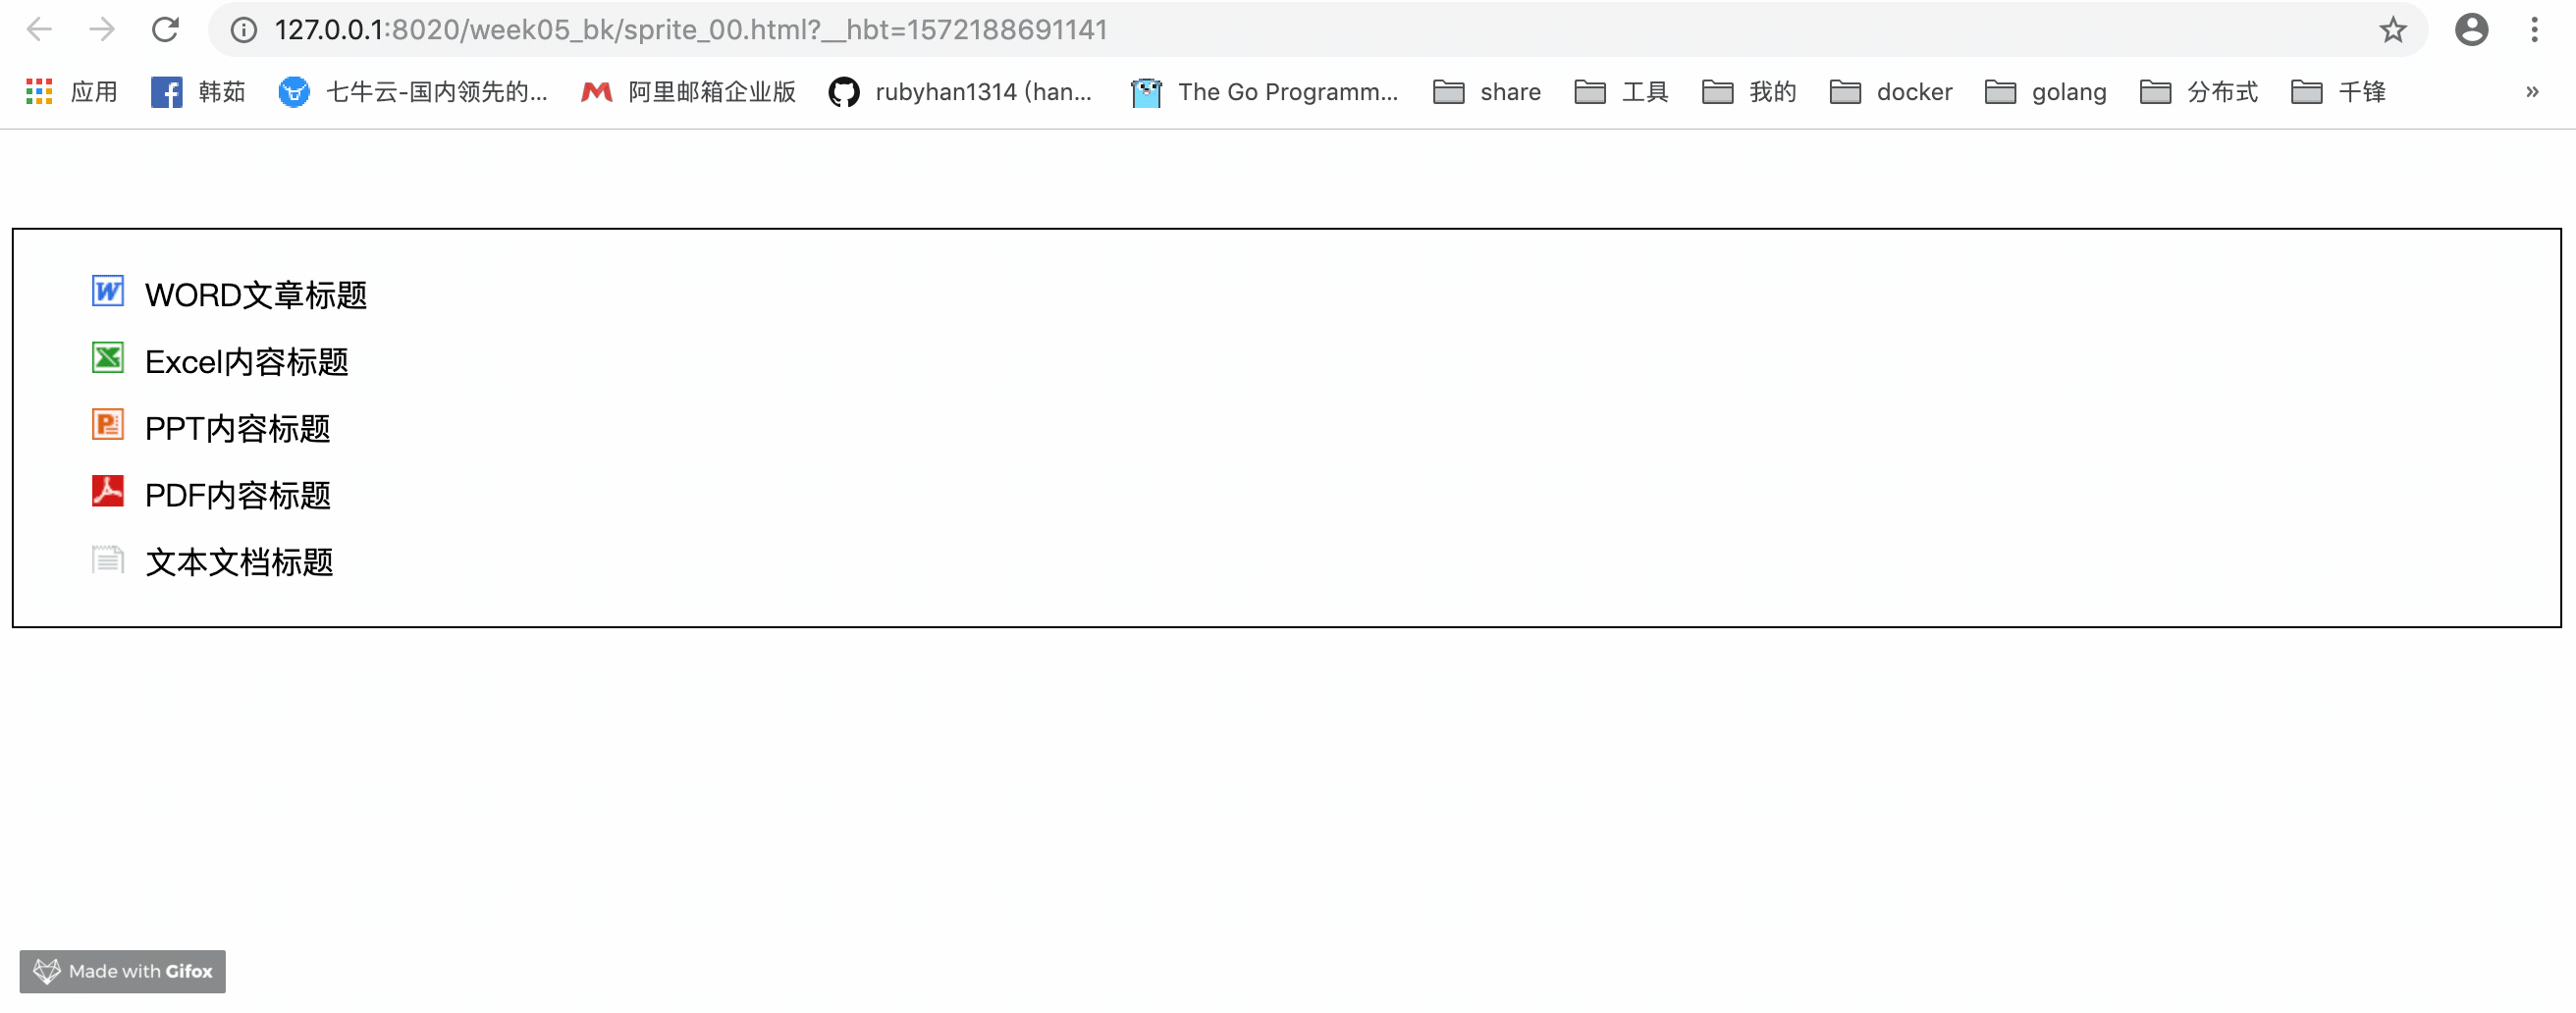 127.0.0.1:8020/week05_bk/sprite_00.html?__hbt=1572188691141
应用 韩茹 七牛云-国内领先的... 阿里邮箱企业版 rubyhan1314 (han... The Go Programm... share 工具 我的 docker golang 分布式 千锋 »
WORD文章标题
Excel内容标题
PPT内容标题
PDF内容标题
文本文档标题
Made with Gifox